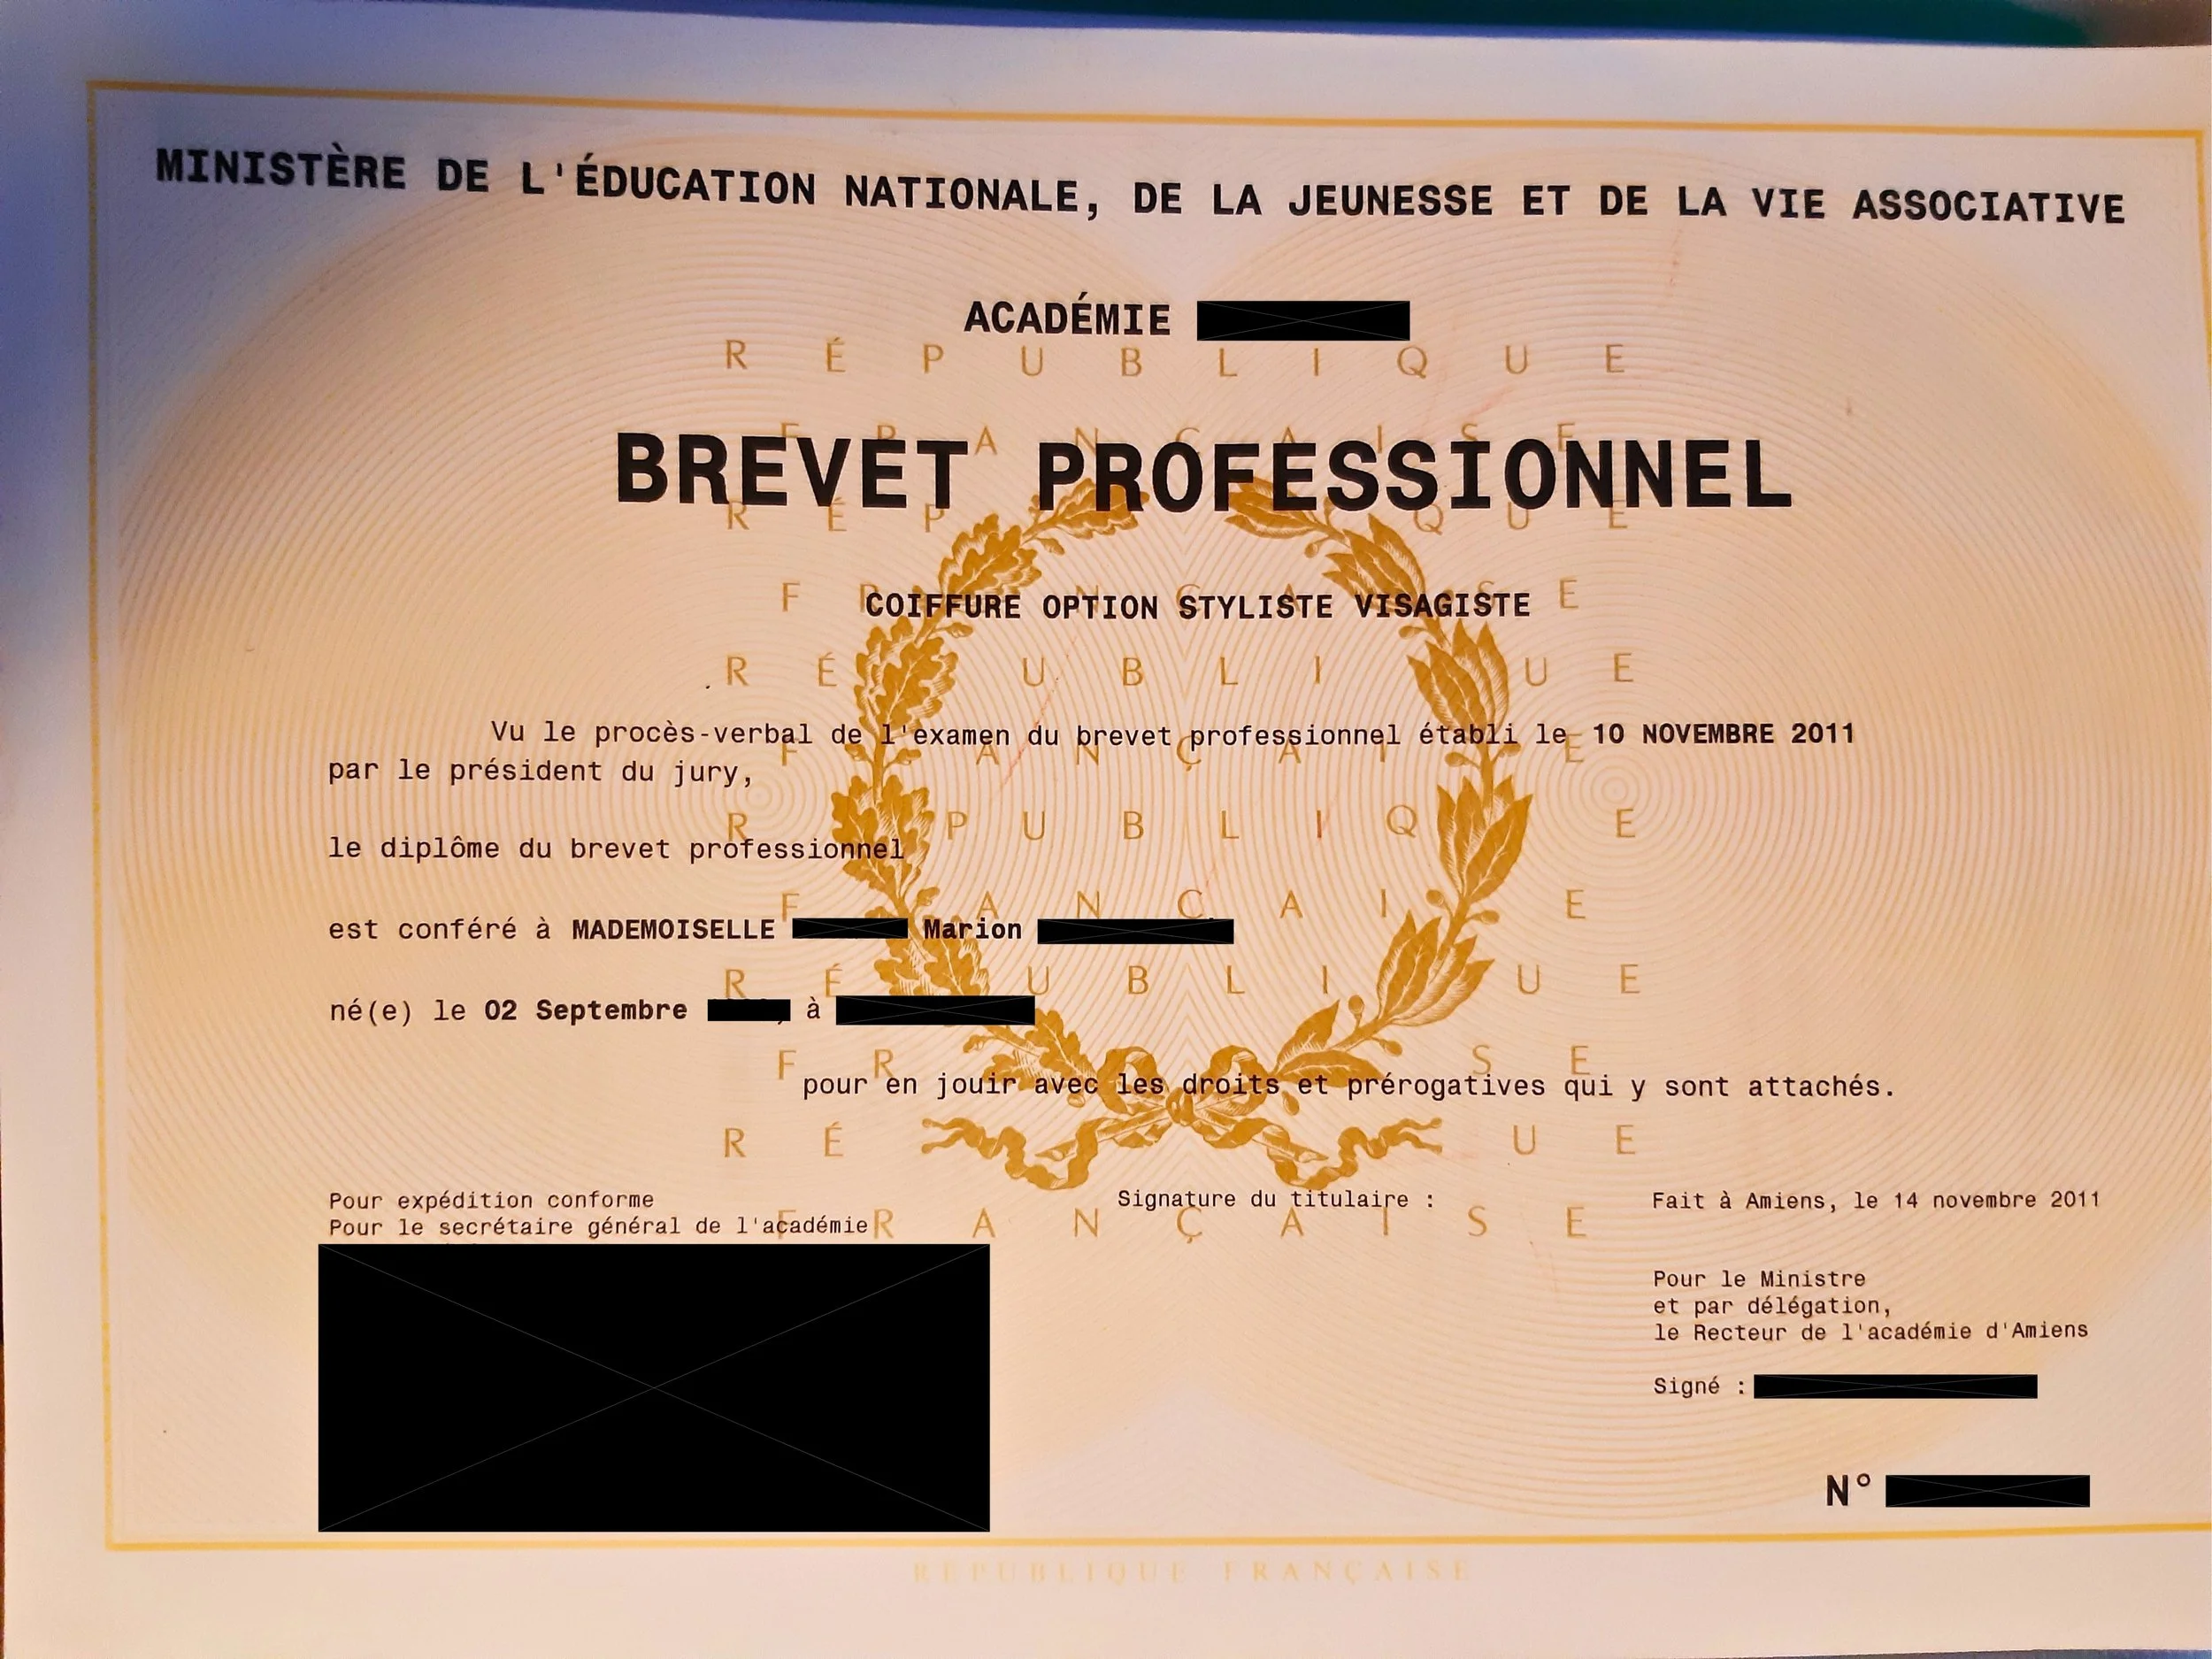 MINISTÈRE DE L'ÉDUCATION NATIONALE, DE LA JEUNESSE ET DE LA VIE ASSOCIATIVE
ACADÉMIE
RÉPUBLIQUE
FRANÇAISE
BREVET PROFESSIONNEL
COIFFURE OPTION STYLISTE VISAGISTE
Vu le procès-verbal de l'examen du brevet professionnel établi le 10 NOVEMBRE 2011
par le président du jury,
le diplôme du brevet professionnel
est conféré à MADEMOISELLE Marion
né(e) le 02 Septembre à
pour en jouir avec les droits et prérogatives qui y sont attachés.
Pour expédition conforme
Pour le secrétaire général de l'académie
Signature du titulaire :
Fait à Amiens, le 14 novembre 2011
Pour le Ministre
et par délégation,
le Recteur de l'académie d'Amiens
Signé :
N°
RÉPUBLIQUE FRANÇAISE